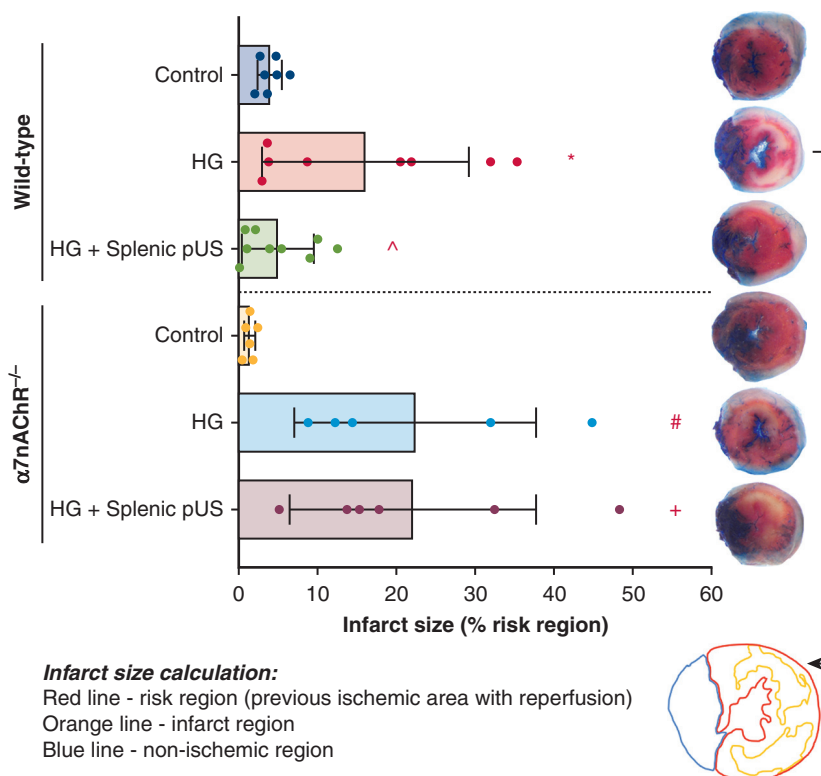 Wild-type
Control
HG
*
HG + Splenic pUS
^
α7nAChR–/–
Control
HG
#
HG + Splenic pUS
+
0 10 20 30 40 50 60
Infarct size (% risk region)
Infarct size calculation:
Red line - risk region (previous ischemic area with reperfusion)
Orange line - infarct region
Blue line - non-ischemic region